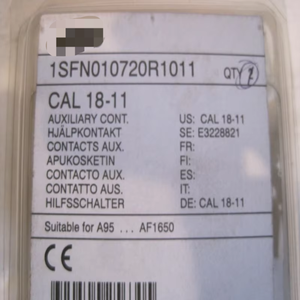 1SFN010720R1011 QTY 2
CAL 18-11
AUXILIARY CONT. US: CAL 18-11
HJÄLPKONTAKT SE: E3228821
CONTACTS AUX. FR:
APUKOSKETIN FI:
CONTACTO AUX. ES:
CONTATTO AUS. IT:
HILFSSCHALTER DE: CAL 18-11
Suitable for A95 ... AF1650
CE